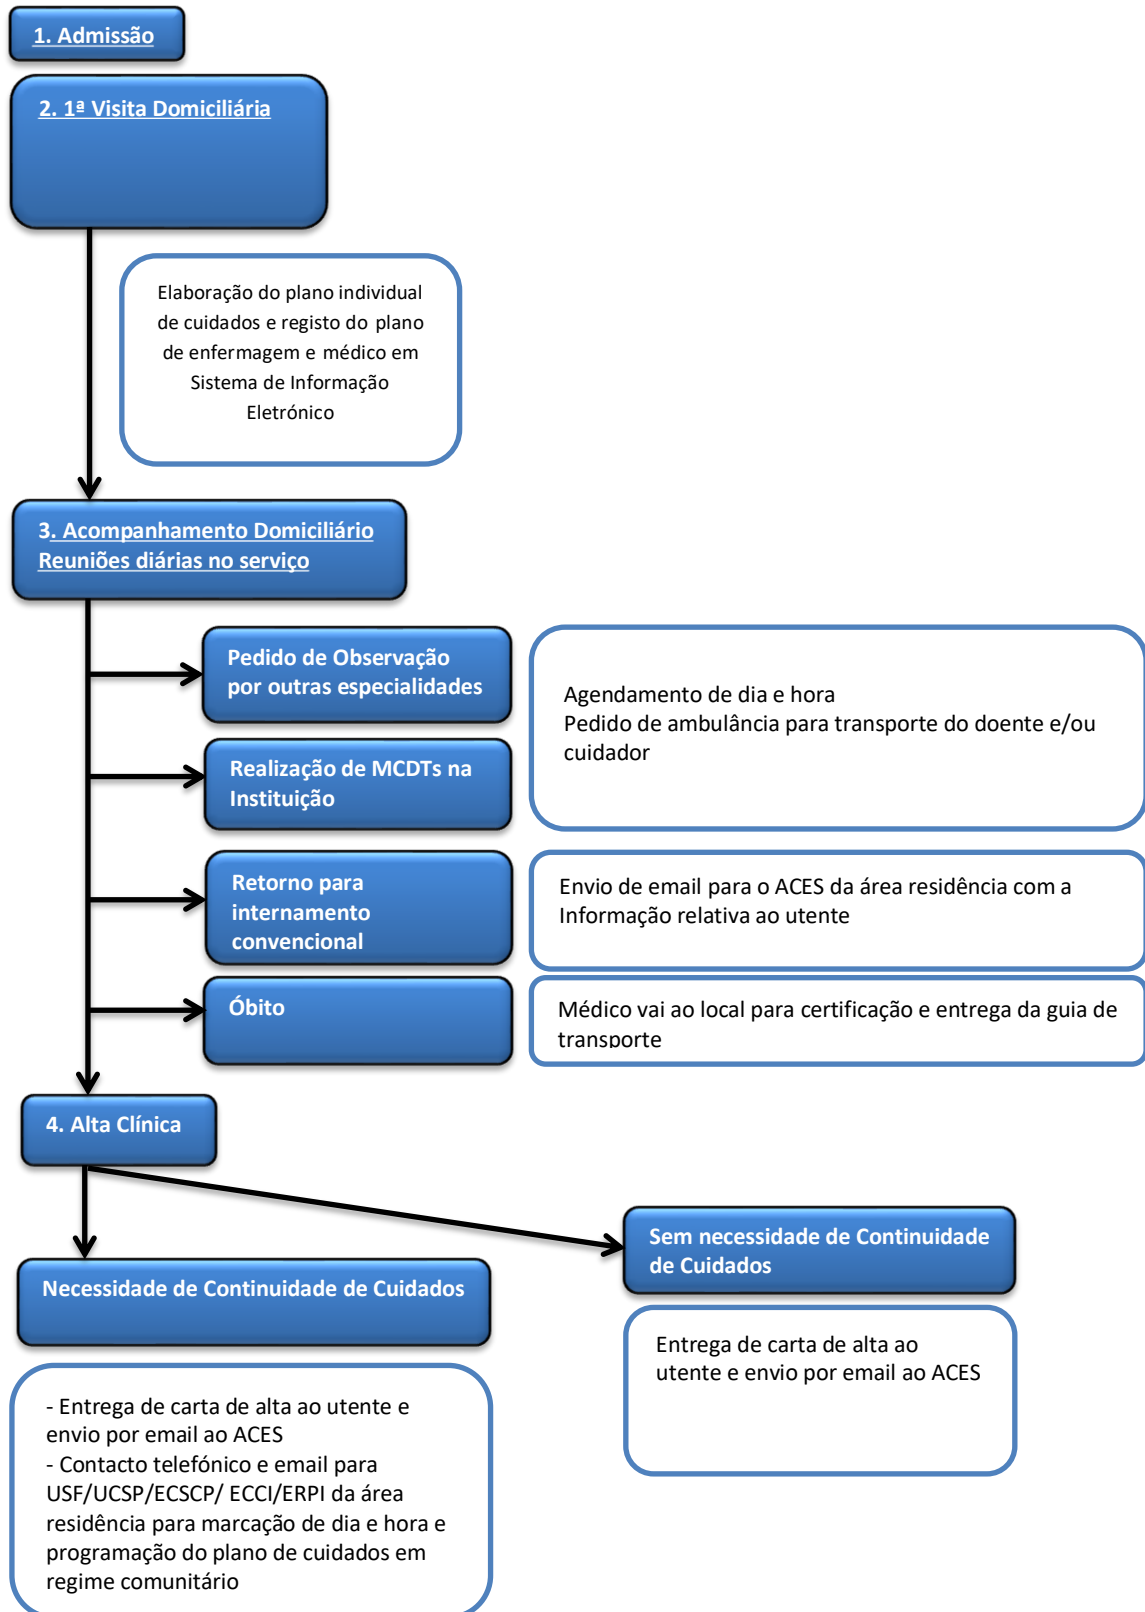 1. Admissão
2. 1ª Visita Domiciliária
Elaboração do plano individual
de cuidados e registo do plano
de enfermagem e médico em
Sistema de Informação
Eletrónico
3. Acompanhamento Domiciliário
Reuniões diárias no serviço
Pedido de Observação
por outras especialidades
Agendamento de dia e hora
Pedido de ambulância para transporte do doente e/ou
cuidador
Realização de MCDTs na
Instituição
Retorno para
internamento
convencional
Envio de email para o ACES da área residência com a
Informação relativa ao utente
Óbito
Médico vai ao local para certificação e entrega da guia de
transporte
4. Alta Clínica
Sem necessidade de Continuidade
de Cuidados
Necessidade de Continuidade de Cuidados
Entrega de carta de alta ao
utente e envio por email ao ACES
- Entrega de carta de alta ao utente e
envio por email ao ACES
- Contacto telefónico e email para
USF/UCSP/ECSCP/ ECCI/ERPI da área
residência para marcação de dia e hora e
programação do plano de cuidados em
regime comunitário